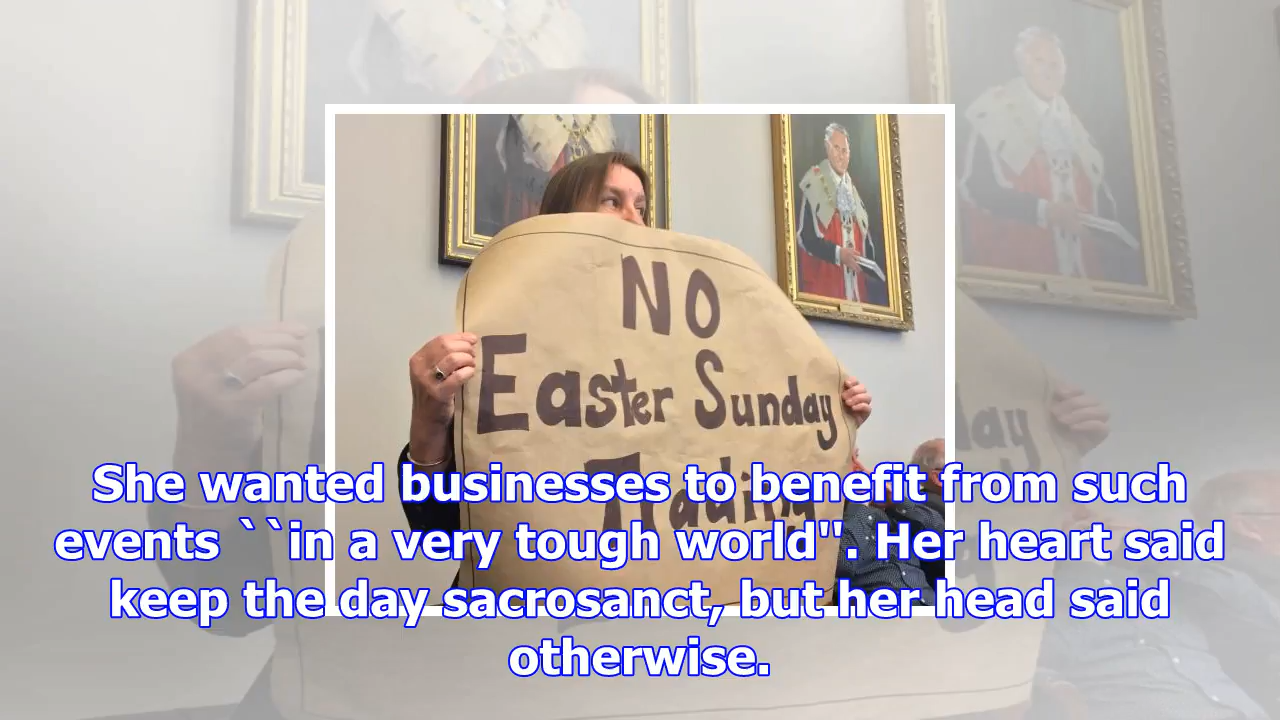 NO
Easter Sunday
Trading
She wanted businesses to benefit from such
events ``in a very tough world''. Her heart said
keep the day sacrosanct, but her head said
otherwise.